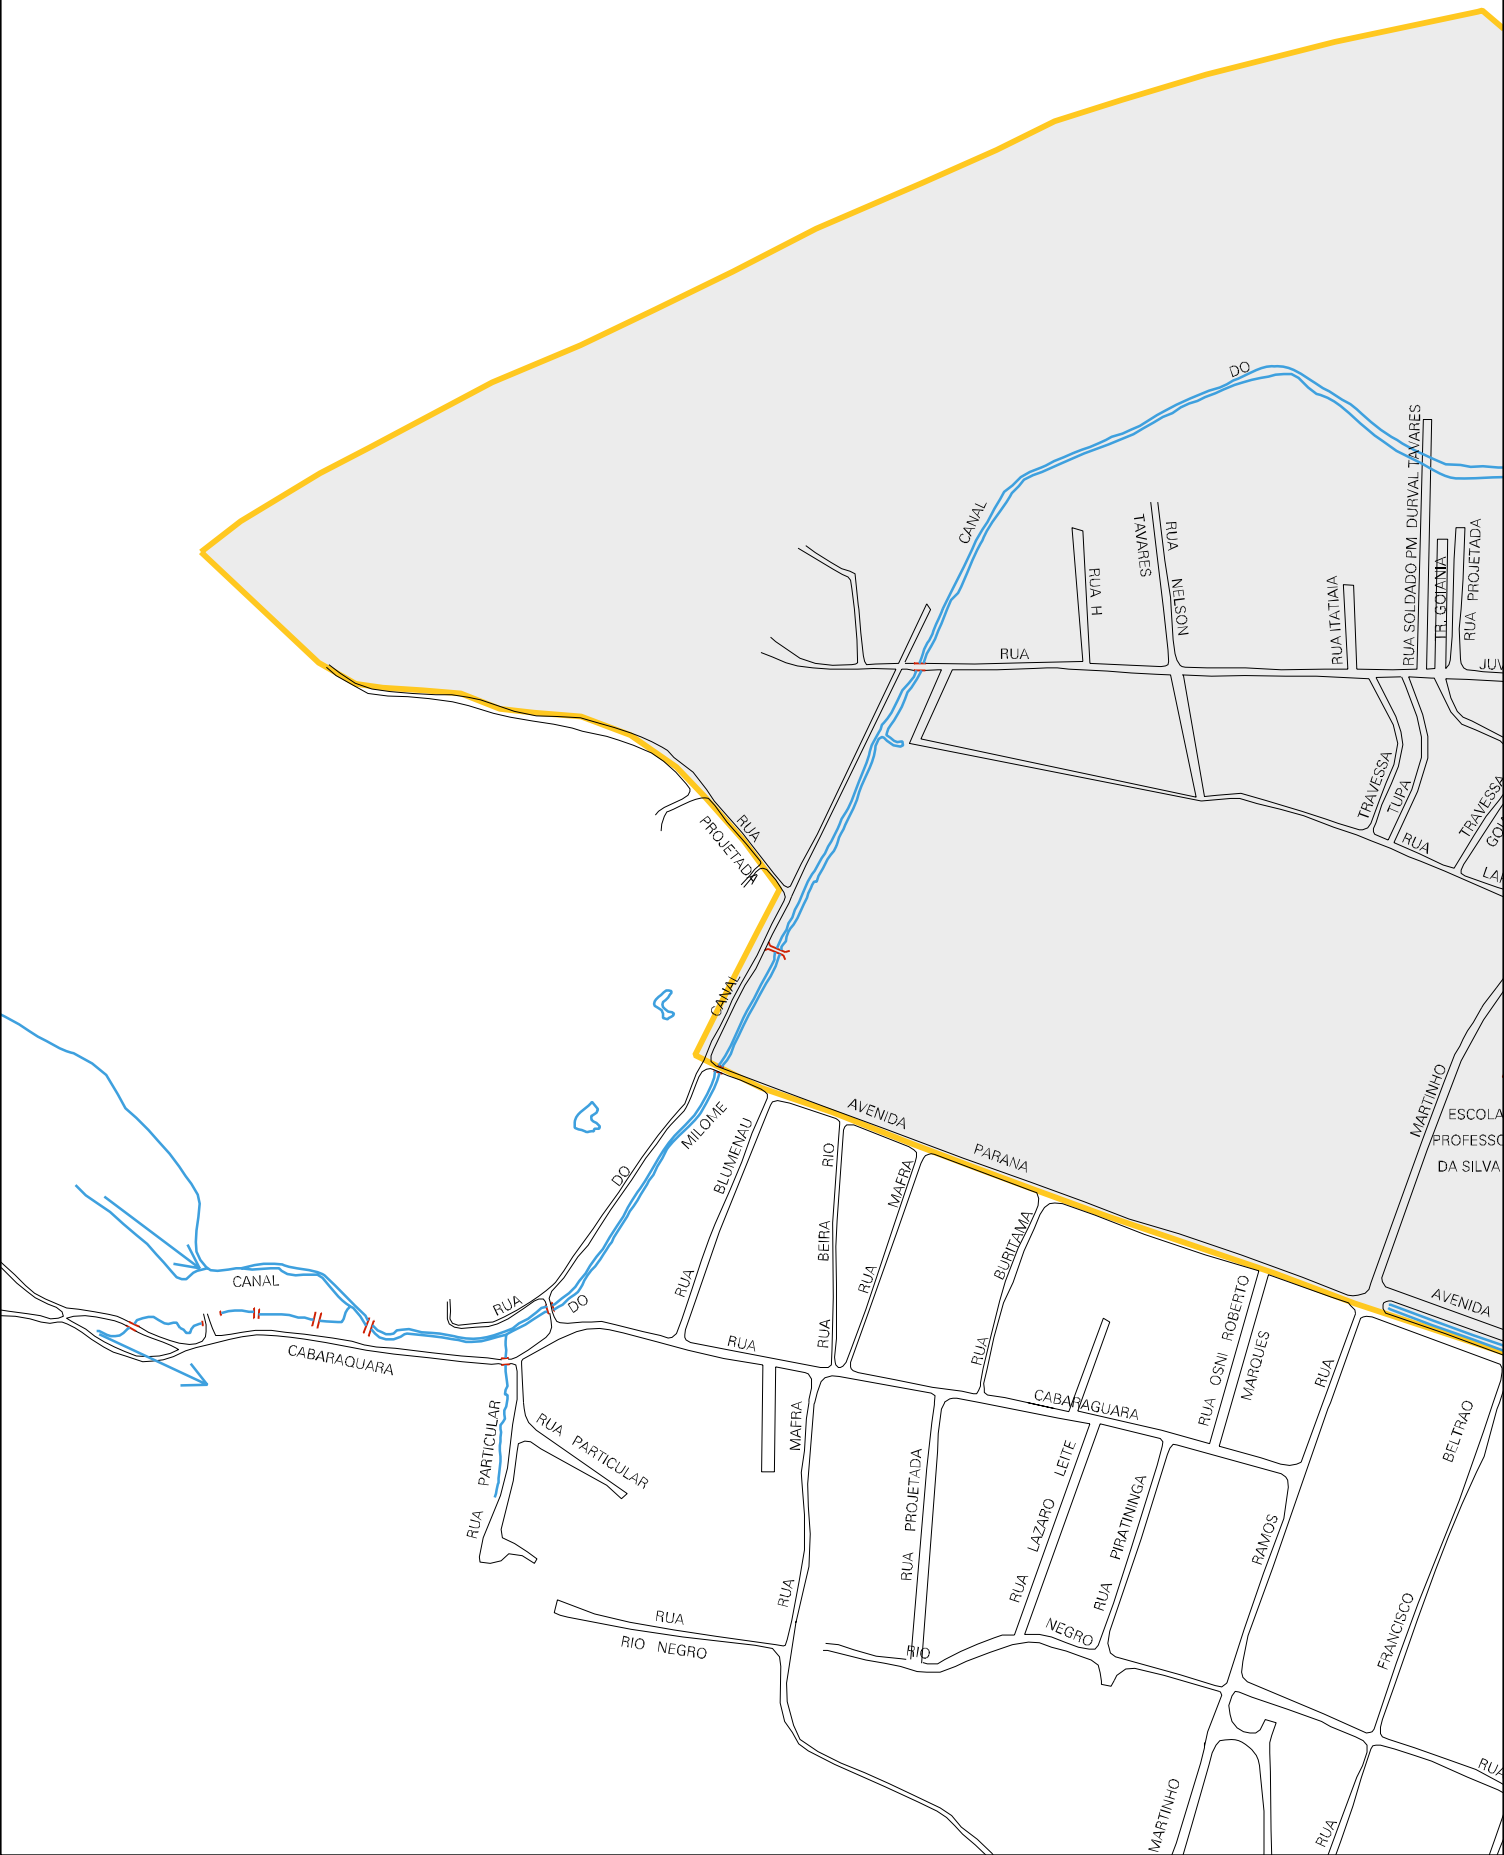 DO
RUA SOLDADO PM DURVAL TAVARES
CANAL
TAVARES
RUA NELSON
RUA H
RUA ITATIAIA
TR. GOIANIA
RUA PROJETADA
RUA
TRAVESSA
TUPA
TRAVESSA
RUA
RUA
PROJETADA
CANAL
MARTINHO
AVENIDA
PARANA
ESCOLA
DA SILVA
MILOME
DO
BLUMENAU
RUA
RIO
BEIRA
RUA
MAFRA
RUA
BURITAMA
RUA
CANAL
RUA
DO
CABARAQUARA
RUA
CABARAGUARA
RUA OSNI ROBERTO
MARQUES
RUA
AVENIDA
PARTICULAR
RUA
RUA PARTICULAR
MAFRA
RUA
RUA PROJETADA
RUA LAZARO LEITE
RUA PIRATININGA
RAMOS
BELTRAO
FRANCISCO
RUA
RIO NEGRO
RIO
NEGRO
MARTINHO
RUA
RUA